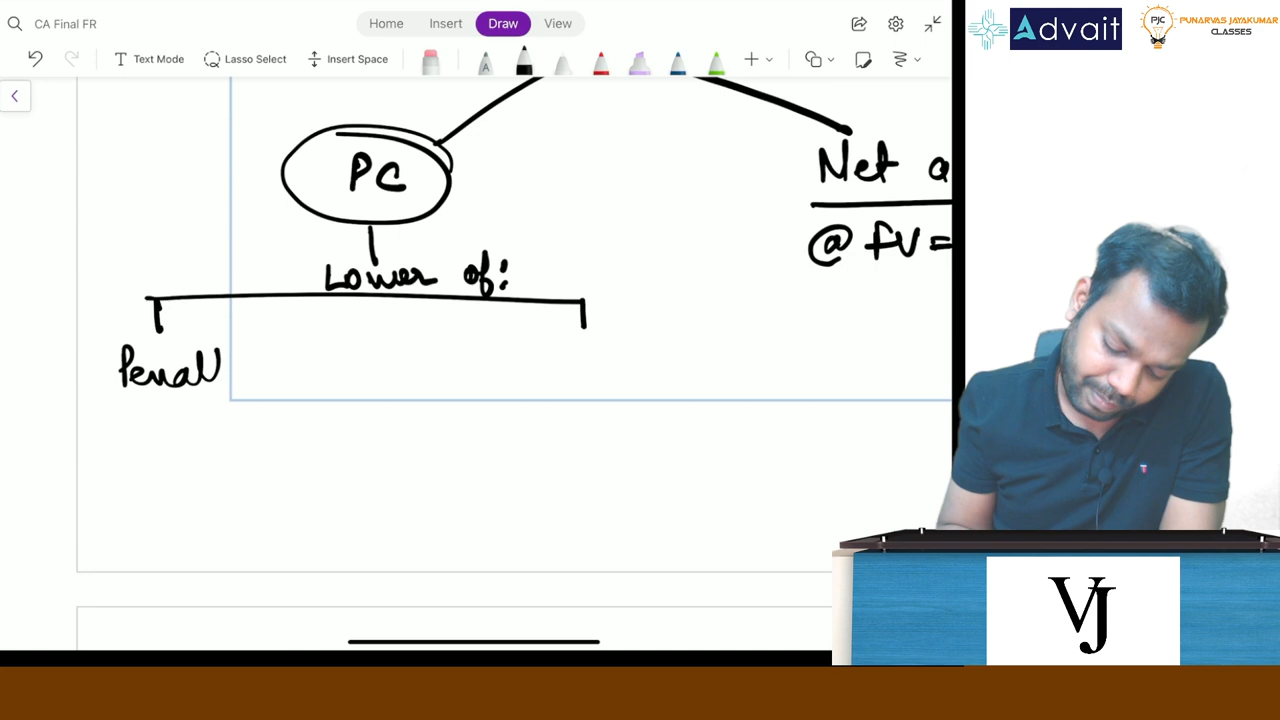 CA Final FR
Home Insert Draw View
Text Mode Lasso Select Insert Space
Advait
PJC PUNARVAS JAYAKUMAR
CLASSES
PC
Net a
@ FV =
Lower of:
Penal
VJ